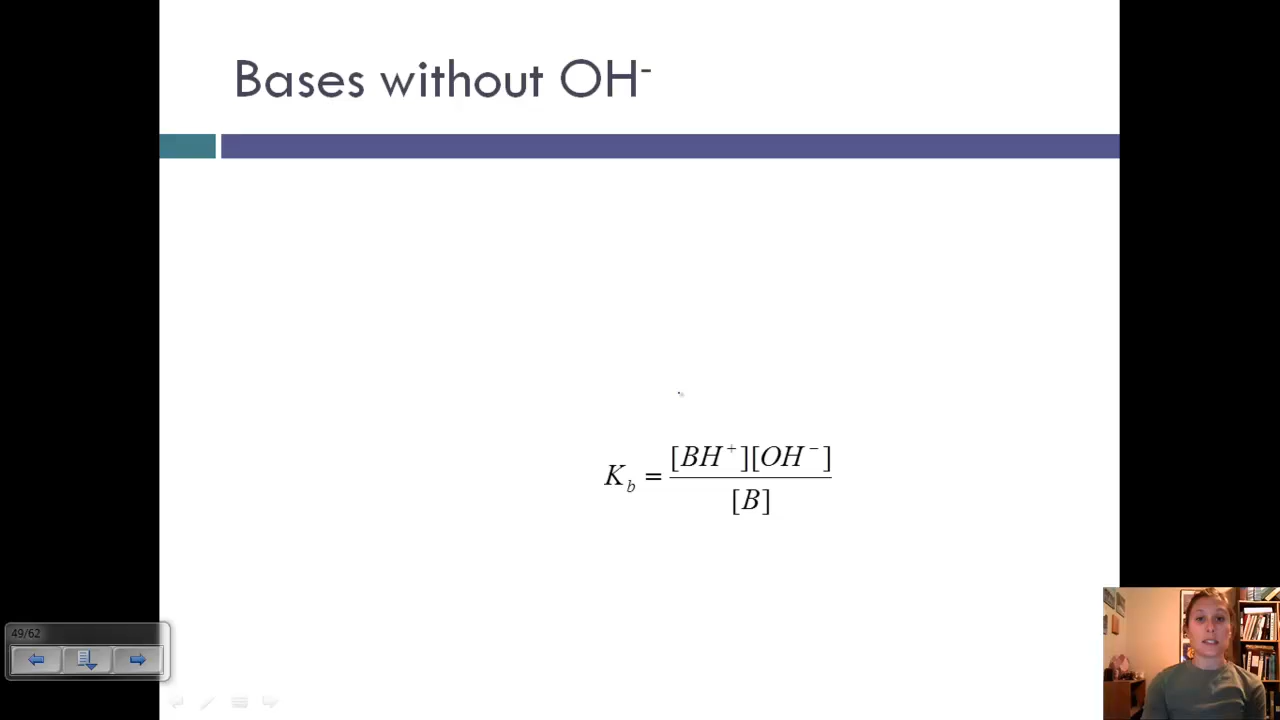 Bases without OH⁻
K_b = [BH⁺][OH⁻] / [B]
49/62